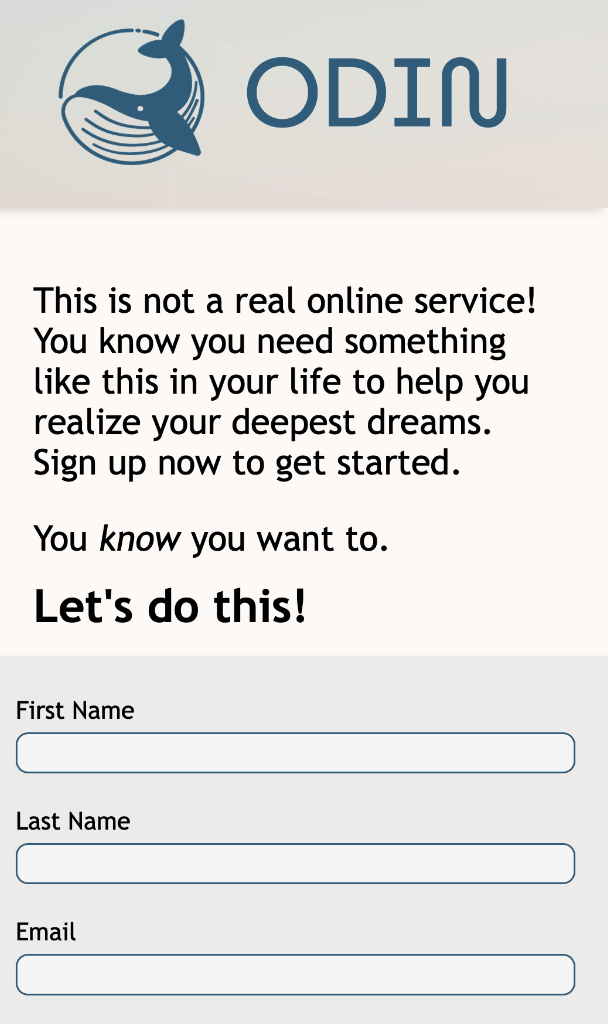 ODIN
This is not a real online service!
You know you need something
like this in your life to help you
realize your deepest dreams.
Sign up now to get started.
You know you want to.
Let's do this!
First Name
Last Name
Email